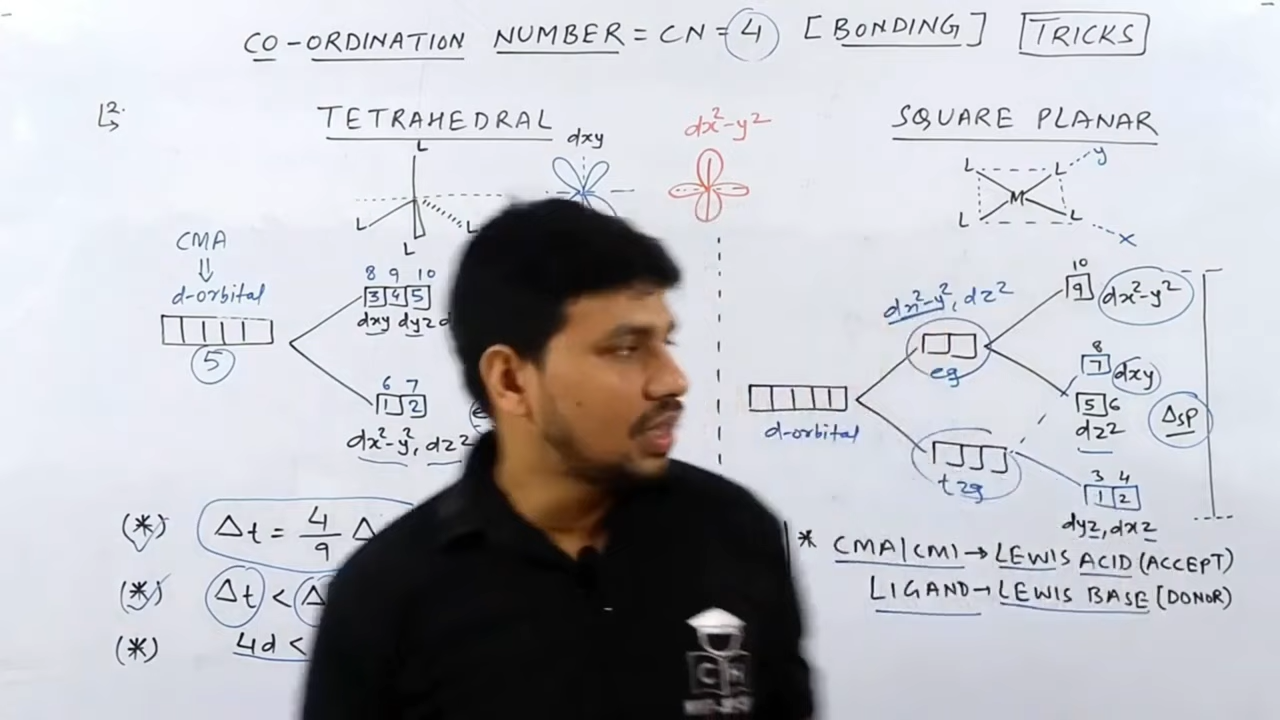 CO-ORDINATION NUMBER = CN = 4 [BONDING] TRICKS
L2.
TETRAHEDRAL
dxy
L
L
L
L
CMA
⇓
d-orbital
5
8 9 10
3 4 5
dxy dyz d
6 7
1 2
dx²-y², dz²
(*) Δt = 4/9 Δ
(*) Δt < Δ
(*) 4d <
dx²-y²
SQUARE PLANAR
L L y
M
L L x
d-orbital
dx²-y², dz²
eg
t2g
10
9 dx²-y²
8
7 dxy
5 6
dz²
Δsp
3 4
1 2
dyz, dxz
* CMA/CMI → LEWIS ACID (ACCEPT)
LIGAND → LEWIS BASE (DONOR)
C H